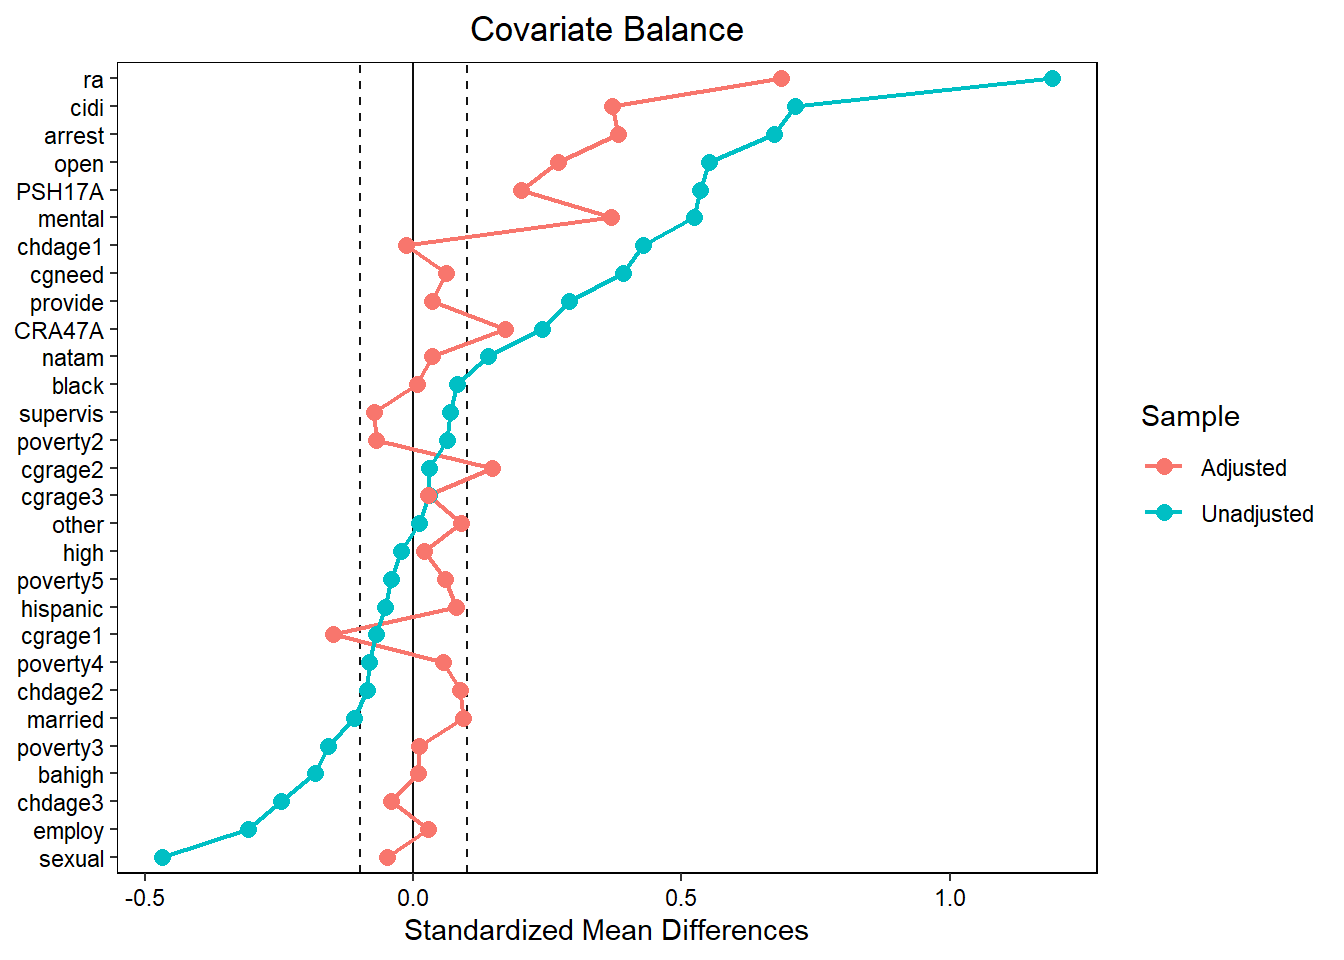 Covariate Balance
ra
cidi
arrest
open
PSH17A
mental
chdage1
cgneed
provide
CRA47A
natam
black
supervis
poverty2
cgrage2
cgrage3
other
high
poverty5
hispanic
cgrage1
poverty4
chdage2
married
poverty3
bahigh
chdage3
employ
sexual
-0.5 0.0 0.5 1.0
Standardized Mean Differences
Sample
Adjusted
Unadjusted